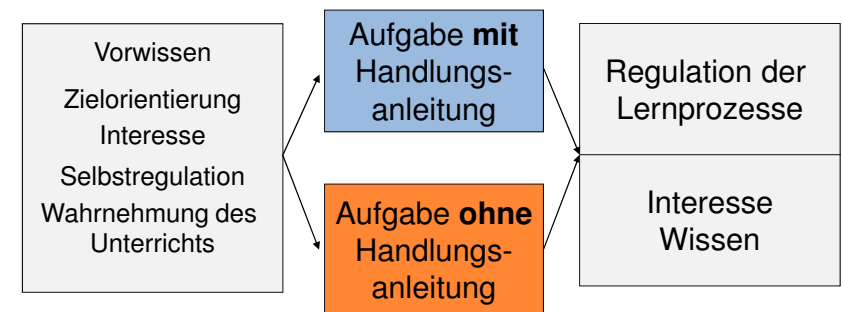 Vorwissen
Zielorientierung
Interesse
Selbstregulation
Wahrnehmung des
Unterrichts
Aufgabe mit
Handlungs-
anleitung
Aufgabe ohne
Handlungs-
anleitung
Regulation der
Lernprozesse
Interesse
Wissen